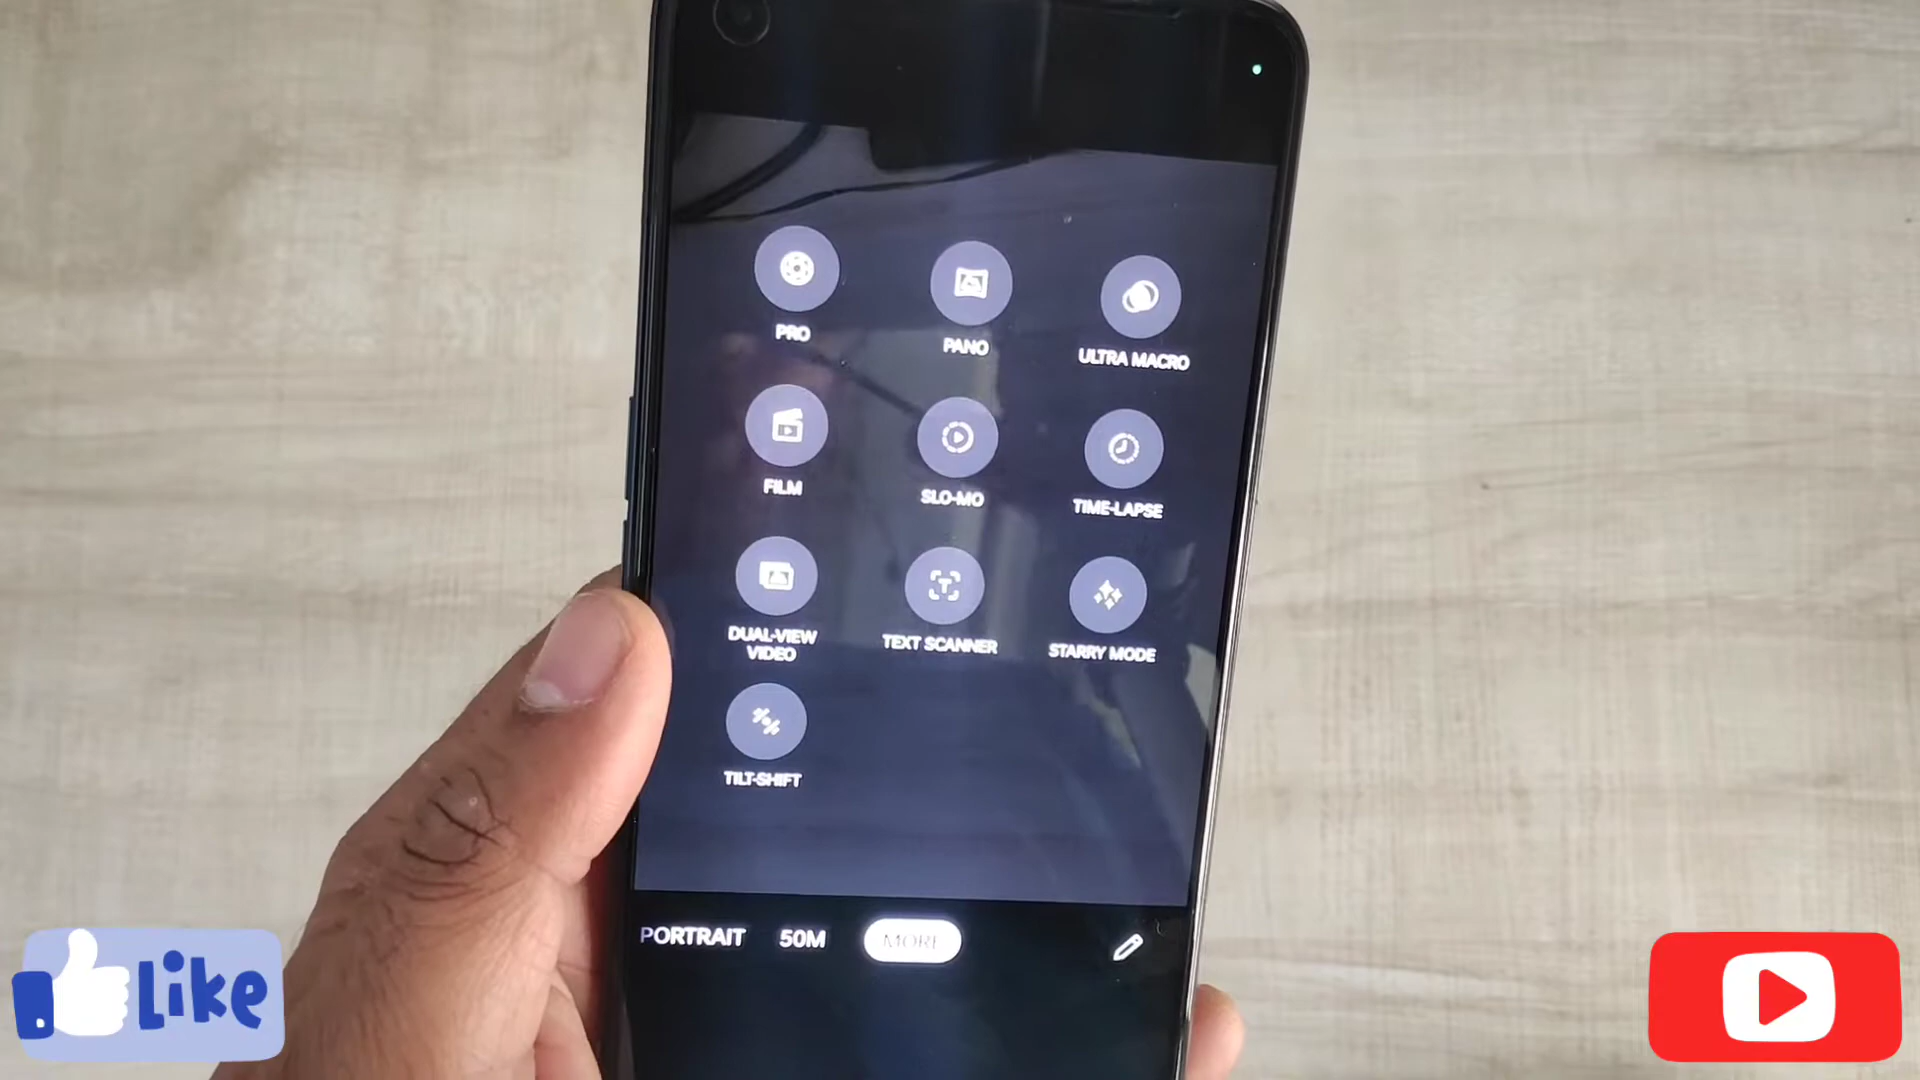 PRO
PANO
ULTRA MACRO
FILM
SLO-MO
TIME-LAPSE
DUAL-VIEW
VIDEO
TEXT SCANNER
STARRY MODE
TILT-SHIFT
PORTRAIT
50M
MORE
Like